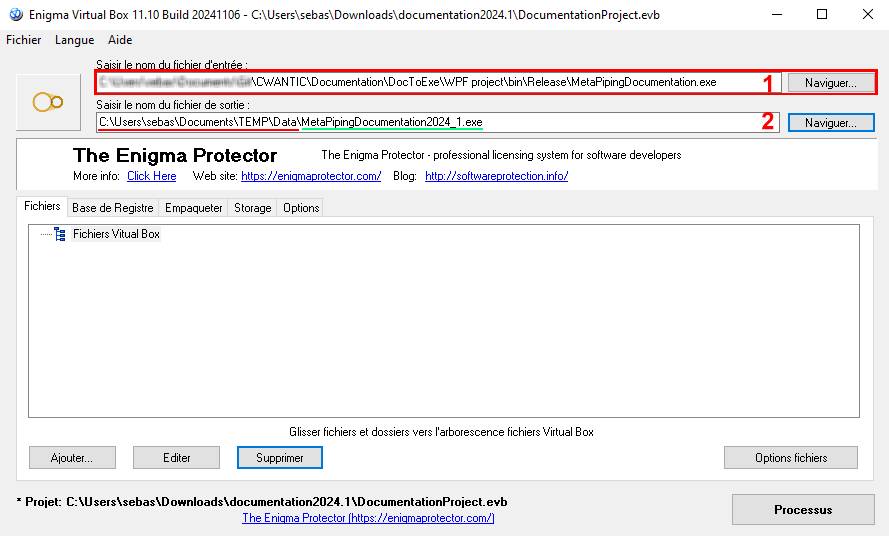 Enigma Virtual Box 11.10 Build 20241106 - C:\Users\sebas\Downloads\documentation2024.1\DocumentationProject.evb
Fichier Langue Aide
Saisir le nom du fichier d'entrée :
\CWANTIC\Documentation\DocToExe\WPF project\bin\Release\MetaPipingDocumentation.exe 1 Naviguer...
Saisir le nom du fichier de sortie :
C:\Users\sebas\Documents\TEMP\Data\MetaPipingDocumentation2024_1.exe 2 Naviguer...
The Enigma Protector The Enigma Protector - professional licensing system for software developers
More info: Click Here Web site: https://enigmaprotector.com/ Blog: http://softwareprotection.info/
Fichiers Base de Registre Empaqueter Storage Options
Fichiers Vitual Box
Glisser fichiers et dossiers vers l'arborescence fichiers Virtual Box
Ajouter... Editer Supprimer Options fichiers
* Projet: C:\Users\sebas\Downloads\documentation2024.1\DocumentationProject.evb
The Enigma Protector (https://enigmaprotector.com/)
Processus